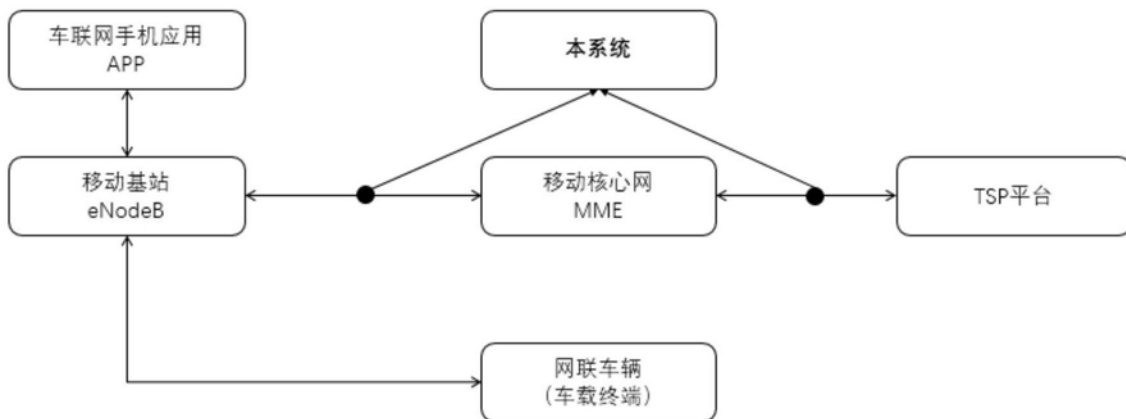 车联网手机应用
APP
本系统
移动基站
eNodeB
移动核心网
MME
TSP平台
网联车辆
（车载终端）